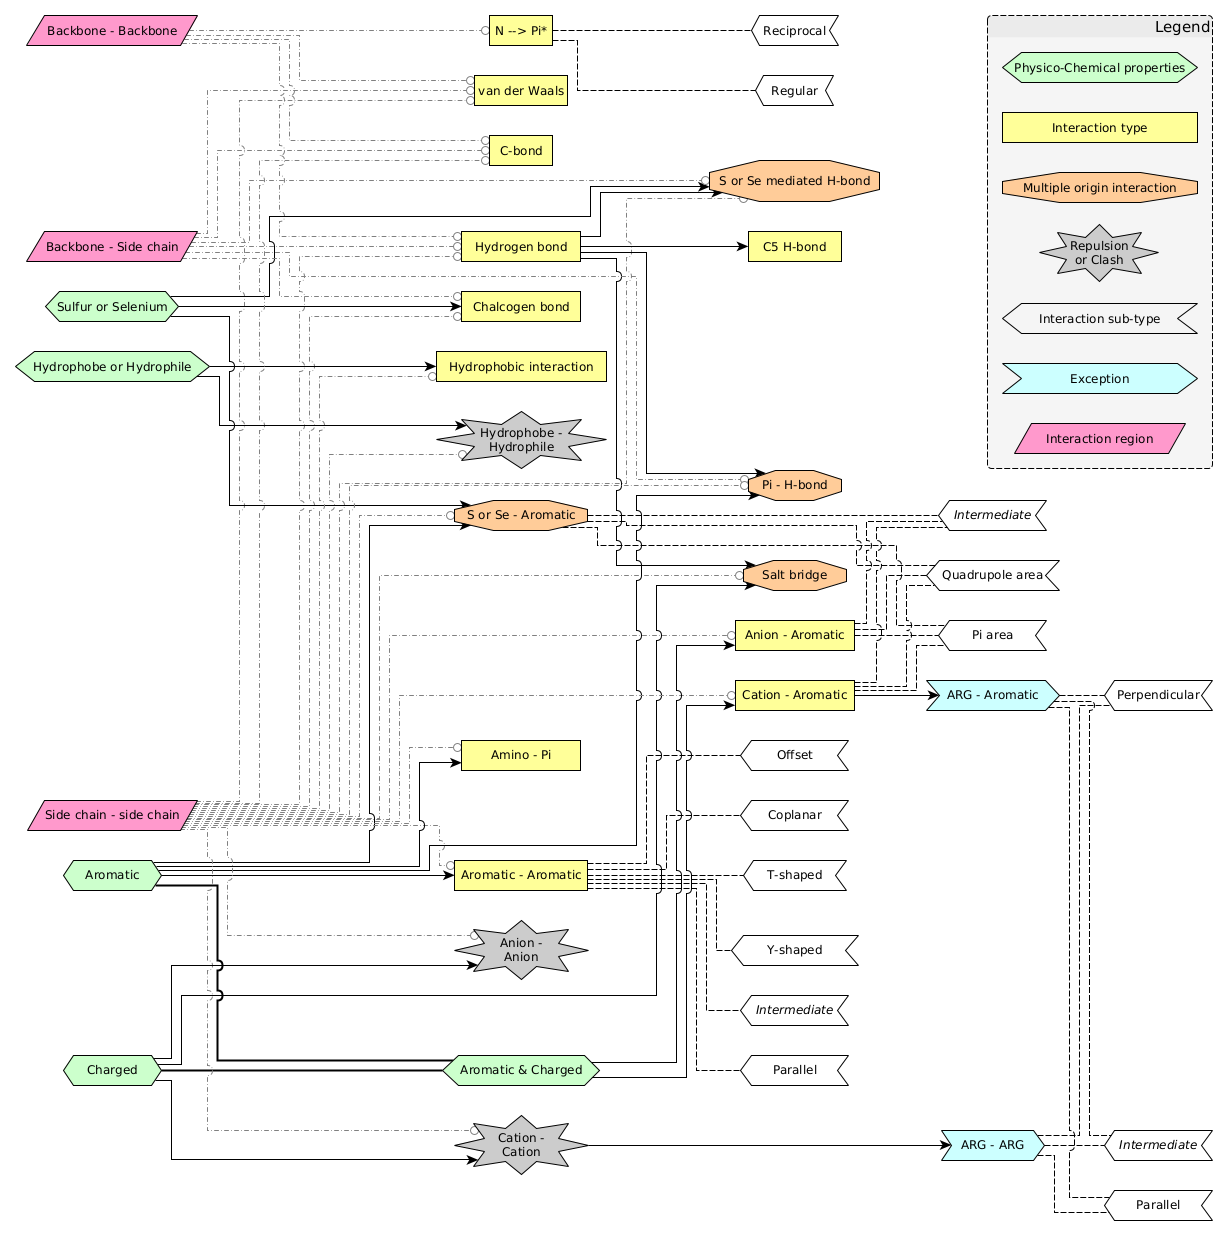 Backbone - Backbone
N --> Pi*
Reciprocal
Legend
Physico-Chemical properties
van der Waals
Regular
Interaction type
C-bond
S or Se mediated H-bond
Multiple origin interaction
Backbone - Side chain
Hydrogen bond
C5 H-bond
Repulsion
or Clash
Sulfur or Selenium
Chalcogen bond
Interaction sub-type
Hydrophobe or Hydrophile
Hydrophobic interaction
Exception
Hydrophobe -
Hydrophile
Interaction region
Pi - H-bond
S or Se - Aromatic
Intermediate
Salt bridge
Quadrupole area
Anion - Aromatic
Pi area
Cation - Aromatic
ARG - Aromatic
Perpendicular
Amino - Pi
Offset
Side chain - side chain
Coplanar
Aromatic
Aromatic - Aromatic
T-shaped
Anion -
Anion
Y-shaped
Intermediate
Charged
Aromatic & Charged
Parallel
Cation -
Cation
ARG - ARG
Intermediate
Parallel